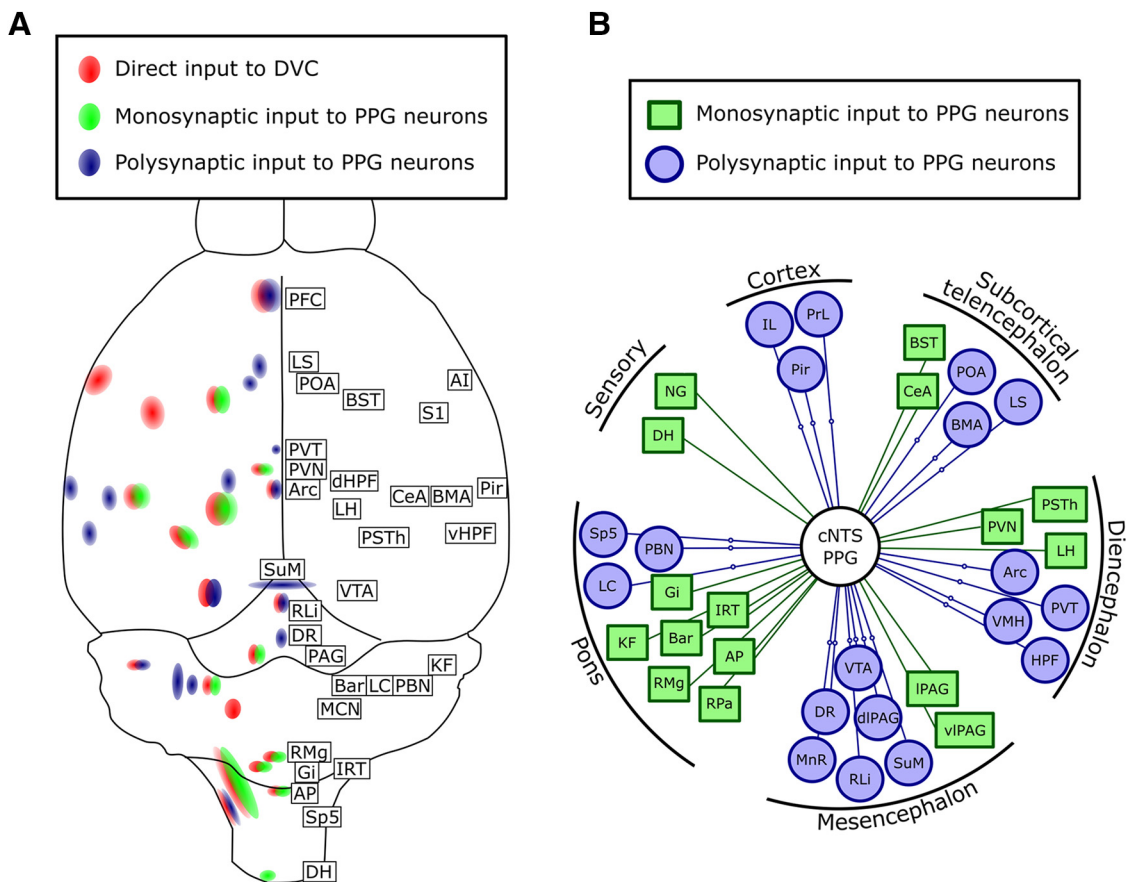 A
Direct input to DVC
Monosynaptic input to PPG neurons
Polysynaptic input to PPG neurons
PFC
LS
POA
AI
BST
S1
PVT
PVN
dHPF
Arc
CeA
BMA
Pir
LH
PSTh
vHPF
SuM
VTA
RLi
DR
PAG
KF
Bar
LC
PBN
MCN
RMg
Gi
IRT
AP
Sp5
DH
B
Monosynaptic input to PPG neurons
Polysynaptic input to PPG neurons
Cortex
IL
PrL
Pir
Subcortical
telencephalon
BST
CeA
POA
BMA
LS
Sensory
NG
DH
cNTS
PPG
Diencephalon
PSTh
PVN
LH
Arc
PVT
VMH
HPF
Pons
Sp5
PBN
LC
Gi
IRT
KF
Bar
AP
RMg
RPa
Mesencephalon
VTA
lPAG
DR
dlPAG
vlPAG
MnR
RLi
SuM